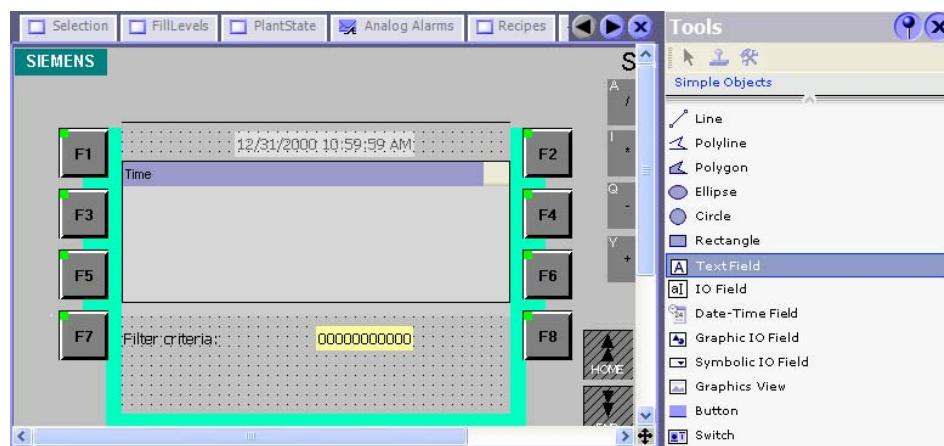 Selection FillLevels PlantState Analog Alarms Recipes
Tools
SIEMENS
S
Simple Objects
A
/
Line
F1
12/31/2000 10:59:59 AM
F2
I
*
Polyline
Time
Polygon
Q
-
Ellipse
F3
F4
Circle
Y
+
Rectangle
F5
F6
A TextField
aI IO Field
Date-Time Field
F7
Filter criteria:
00000000000
F8
Graphic IO Field
HOME
Symbolic IO Field
Graphics View
Button
Switch